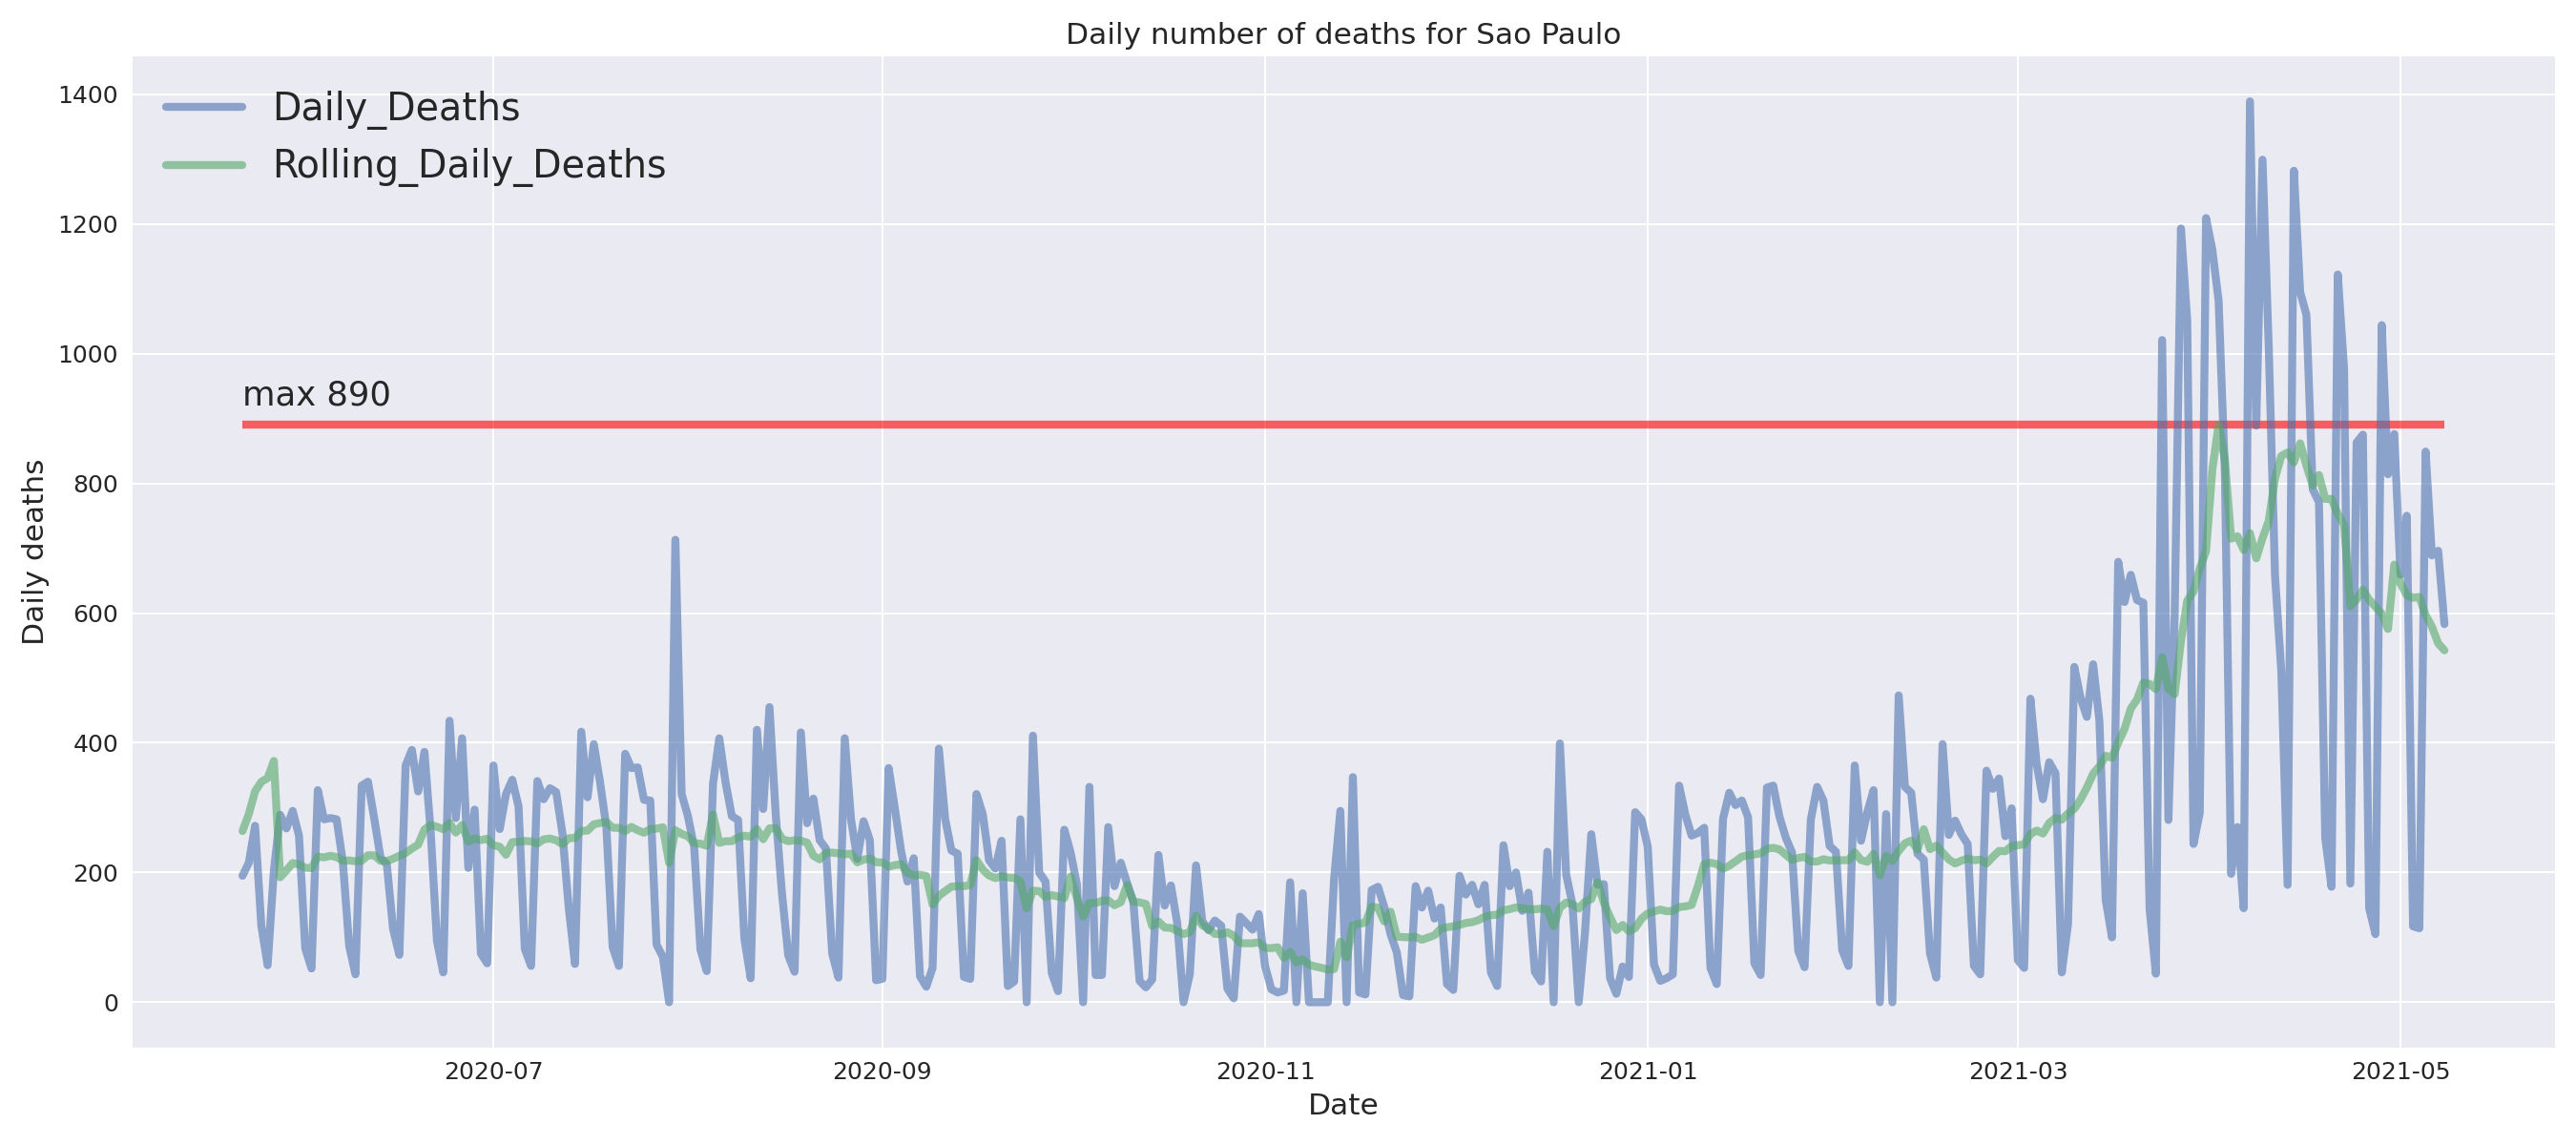 Daily number of deaths for Sao Paulo
Daily_Deaths
Rolling_Daily_Deaths
max 890
Daily deaths
1400
1200
1000
800
600
400
200
0
2020-07 2020-09 2020-11 2021-01 2021-03 2021-05
Date